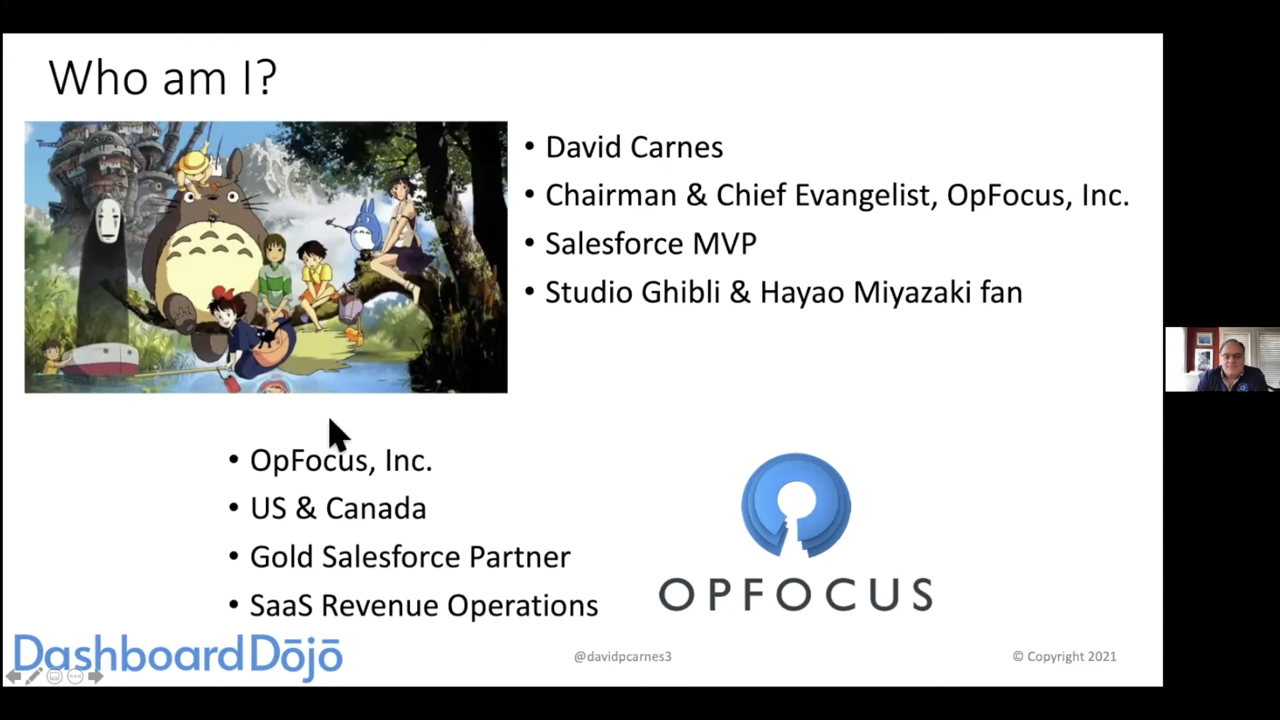 Who am I?
• David Carnes
• Chairman & Chief Evangelist, OpFocus, Inc.
• Salesforce MVP
• Studio Ghibli & Hayao Miyazaki fan
• OpFocus, Inc.
• US & Canada
• Gold Salesforce Partner
• SaaS Revenue Operations
OPFOCUS
DashboardDōjō
@davidpcarnes3
© Copyright 2021